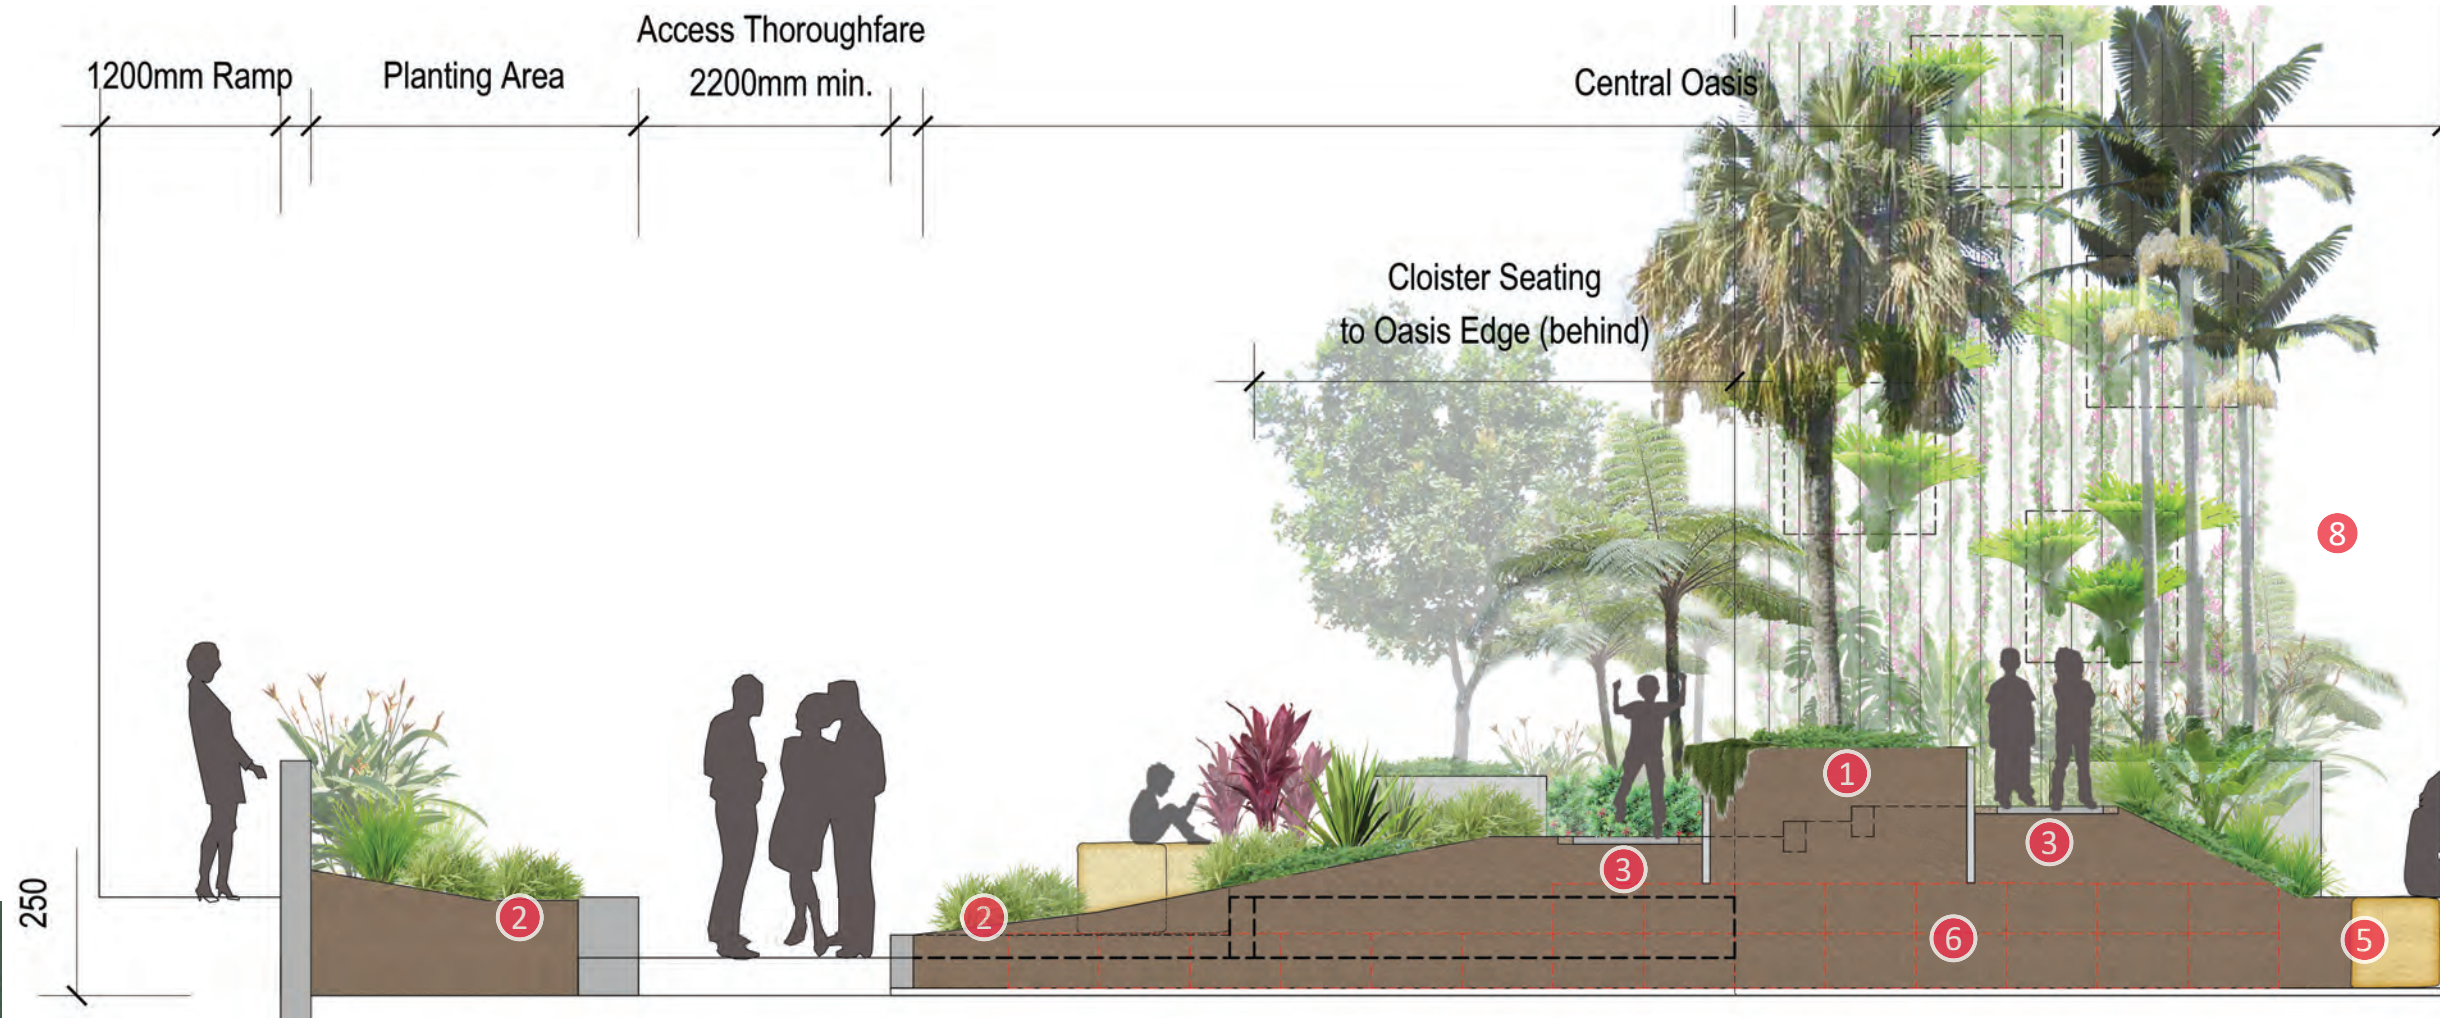 Access Thoroughfare
1200mm Ramp
Planting Area
2200mm min.
Central Oasis
Cloister Seating
to Oasis Edge (behind)
8
1
3
3
2
2
6
5
250